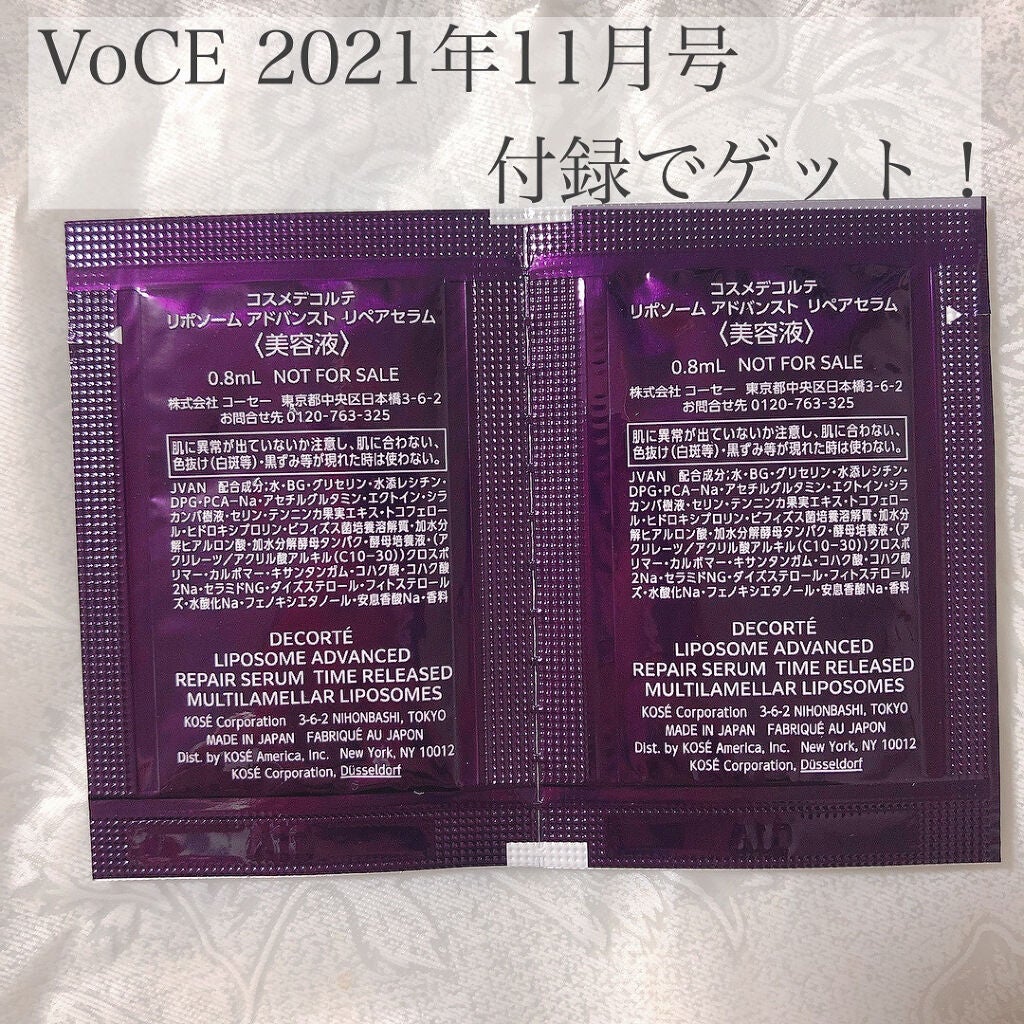 VoCE 2021年11月号
付録でゲット！
コスメデコルテ
リポソーム アドバンスト リペアセラム
〈美容液〉
0.8mL NOT FOR SALE
株式会社 コーセー 東京都中央区日本橋3-6-2
お問合せ先 0120-763-325
肌に異常が出ていないか注意し、肌に合わない、
色抜け(白斑等)・黒ずみ等が現れた時は使わない。
JVAN 配合成分;水・BG・グリセリン・水添レシチン・
DPG・PCA-Na・アセチルグルタミン・エクトイン・シラ
カンバ樹液・セリン・テンニンカ果実エキス・トコフェロー
ル・ヒドロキシプロリン・ビフィズス菌培養溶解質・加水分
解ヒアルロン酸・加水分解酵母タンパク・酵母培養液・(ア
クリレーツ/アクリル酸アルキル(C10-30))クロスポ
リマー・カルボマー・キサンタンガム・コハク酸・コハク酸
2Na・セラミドNG・ダイズステロール・フィトステロール
ズ・水酸化Na・フェノキシエタノール・安息香酸Na・香料
DECORTÉ
LIPOSOME ADVANCED
REPAIR SERUM TIME RELEASED
MULTILAMELLAR LIPOSOMES
KOSÉ Corporation 3-6-2 NIHONBASHI, TOKYO
MADE IN JAPAN FABRIQUÉ AU JAPON
Dist. by KOSÉ America, Inc. New York, NY 10012
KOSÉ Corporation, Düsseldorf
コスメデコルテ
リポソーム アドバンスト リペアセラム
〈美容液〉
0.8mL NOT FOR SALE
株式会社 コーセー 東京都中央区日本橋3-6-2
お問合せ先 0120-763-325
肌に異常が出ていないか注意し、肌に合わない、
色抜け(白斑等)・黒ずみ等が現れた時は使わない。
JVAN 配合成分;水・BG・グリセリン・水添レシチン・
DPG・PCA-Na・アセチルグルタミン・エクトイン・シラ
カンバ樹液・セリン・テンニンカ果実エキス・トコフェロー
ル・ヒドロキシプロリン・ビフィズス菌培養溶解質・加水分
解ヒアルロン酸・加水分解酵母タンパク・酵母培養液・(ア
クリレーツ/アクリル酸アルキル(C10-30))クロスポ
リマー・カルボマー・キサンタンガム・コハク酸・コハク酸
2Na・セラミドNG・ダイズステロール・フィトステロール
ズ・水酸化Na・フェノキシエタノール・安息香酸Na・香料
DECORTÉ
LIPOSOME ADVANCED
REPAIR SERUM TIME RELEASED
MULTILAMELLAR LIPOSOMES
KOSÉ Corporation 3-6-2 NIHONBASHI, TOKYO
MADE IN JAPAN FABRIQUÉ AU JAPON
Dist. by KOSÉ America, Inc. New York, NY 10012
KOSÉ Corporation, Düsseldorf